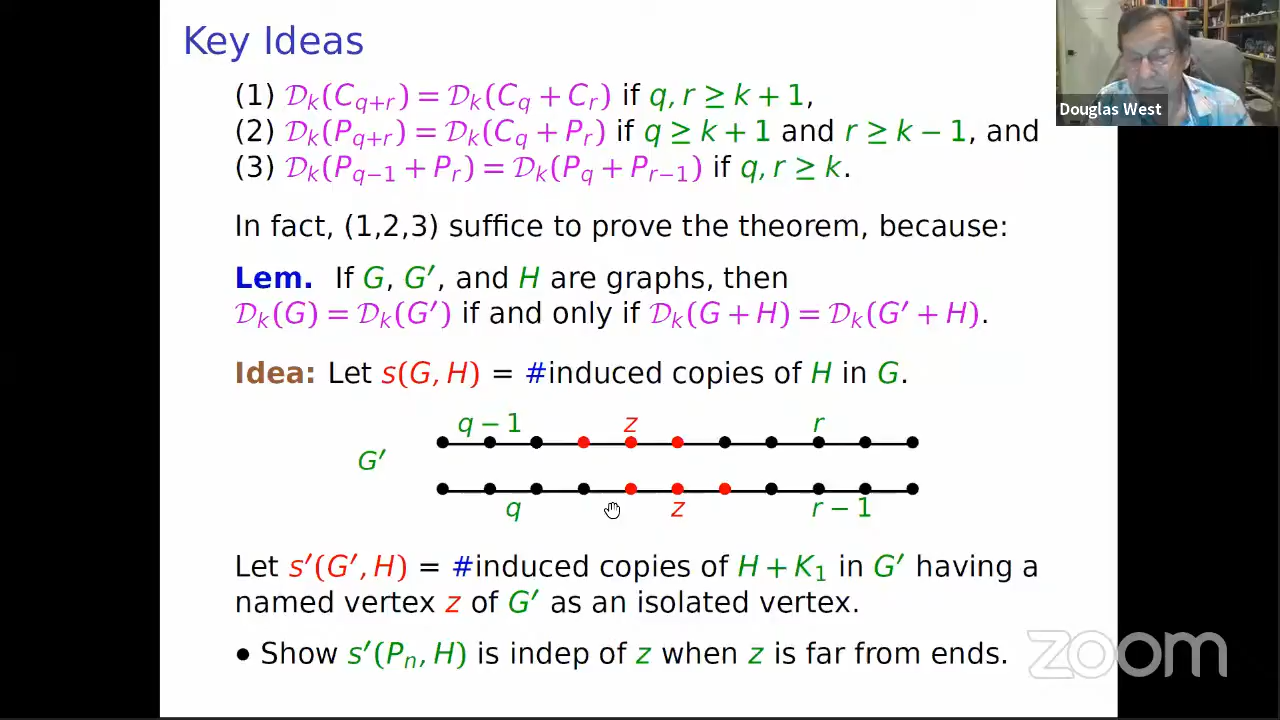 Key Ideas
(1) 𝒟ₖ(C_{q+r}) = 𝒟ₖ(C_q + C_r) if q, r ≥ k + 1,
Douglas West
(2) 𝒟ₖ(P_{q+r}) = 𝒟ₖ(C_q + P_r) if q ≥ k + 1 and r ≥ k − 1, and
(3) 𝒟ₖ(P_{q−1} + P_r) = 𝒟ₖ(P_q + P_{r−1}) if q, r ≥ k.
In fact, (1,2,3) suffice to prove the theorem, because:
Lem. If G, G′, and H are graphs, then
𝒟ₖ(G) = 𝒟ₖ(G′) if and only if 𝒟ₖ(G + H) = 𝒟ₖ(G′ + H).
Idea: Let s(G, H) = #induced copies of H in G.
q − 1 z r
G′
q z r − 1
Let s′(G′, H) = #induced copies of H + K₁ in G′ having a
named vertex z of G′ as an isolated vertex.
• Show s′(Pₙ, H) is indep of z when z is far from ends.
zoom